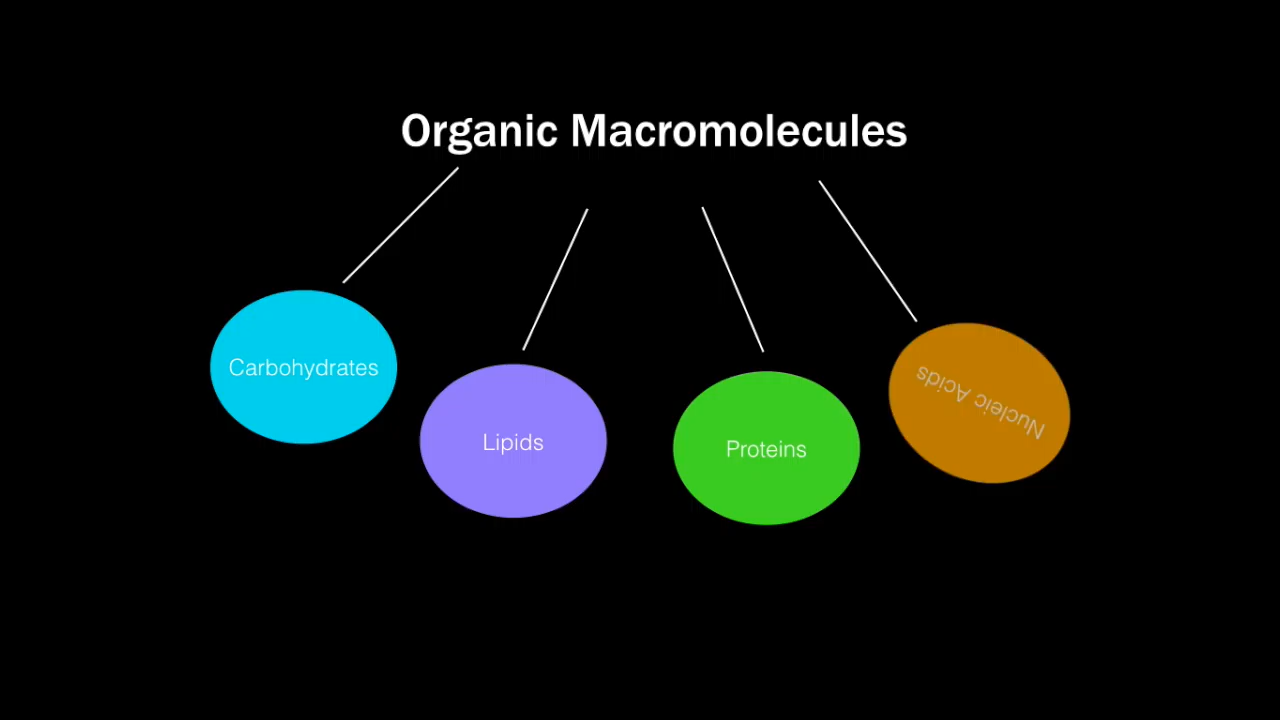 Organic Macromolecules
Carbohydrates
Lipids
Proteins
Nucleic Acids